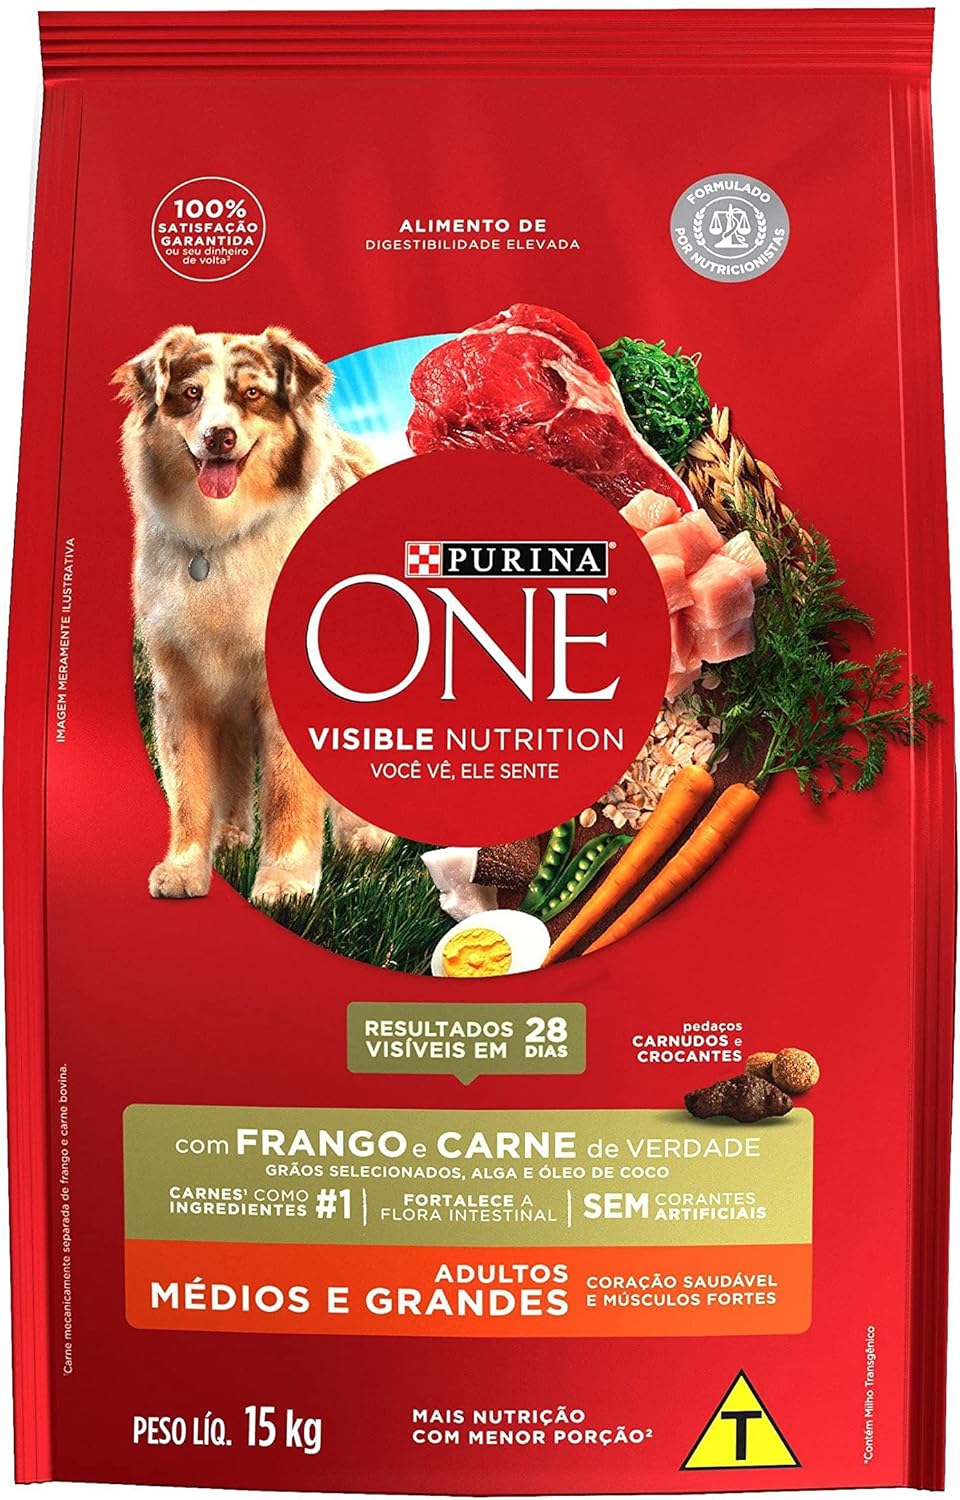 100%
SATISFAÇÃO
GARANTIDA
ou seu dinheiro
de volta³
ALIMENTO DE
DIGESTIBILIDADE ELEVADA
FORMULADO
POR NUTRICIONISTAS
IMAGEM MERAMENTE ILUSTRATIVA
PURINA®
ONE®
VISIBLE NUTRITION
VOCÊ VÊ, ELE SENTE
RESULTADOS
VISÍVEIS EM
28
DIAS
pedaços
CARNUDOS e
CROCANTES
com FRANGO e CARNE de VERDADE
GRÃOS SELECIONADOS, ALGA E ÓLEO DE COCO
CARNES¹ COMO
INGREDIENTES #1
FORTALECE A
FLORA INTESTINAL
SEM CORANTES
ARTIFICIAIS
ADULTOS
MÉDIOS E GRANDES
CORAÇÃO SAUDÁVEL
E MÚSCULOS FORTES
¹Carne mecanicamente separada de frango e carne bovina.
PESO LÍQ. 15 kg
MAIS NUTRIÇÃO
COM MENOR PORÇÃO²
T
*Contém Milho Transgênico